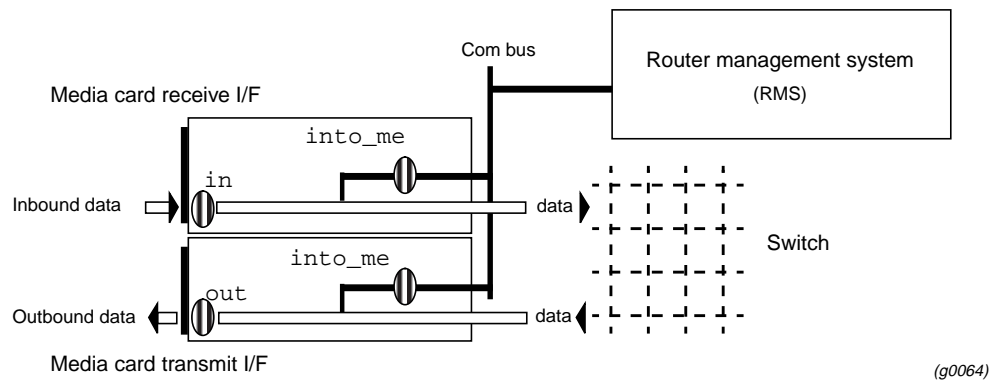 Com bus
Router management system
(RMS)
Media card receive I/F
into_me
in
Inbound data
data
Switch
into_me
out
Outbound data
data
Media card transmit I/F
(g0064)